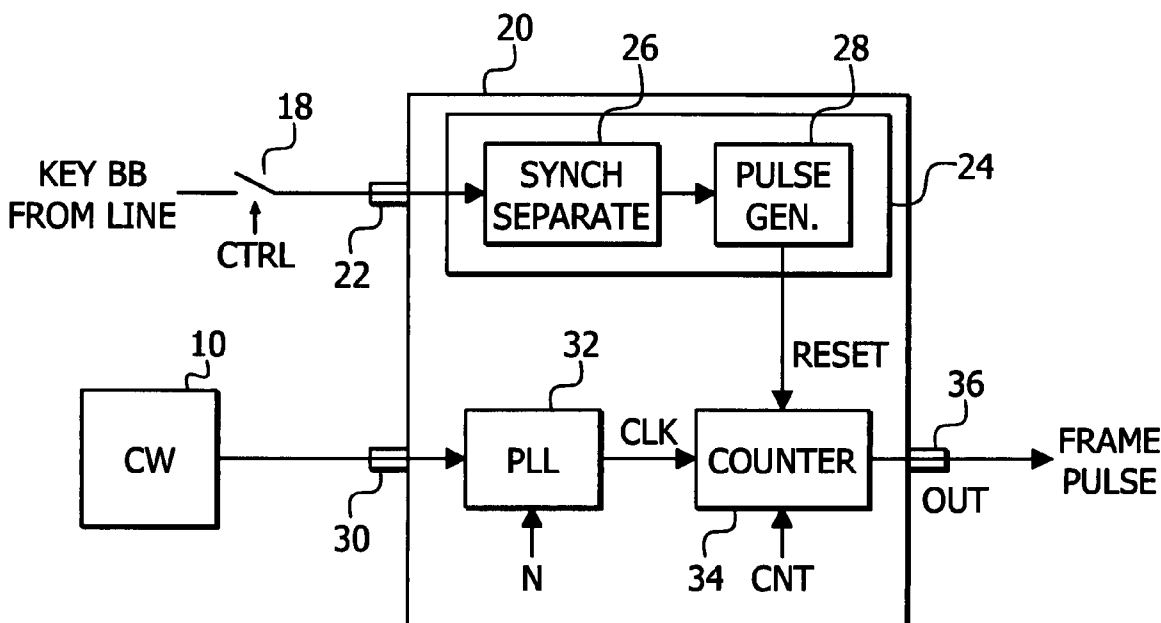 20
26
28
18
KEY BB
FROM LINE
SYNCH
SEPARATE
PULSE
GEN.
24
CTRL
22
10
32
RESET
36
CW
CLK
PLL
COUNTER
FRAME
PULSE
OUT
30
N
34
CNT